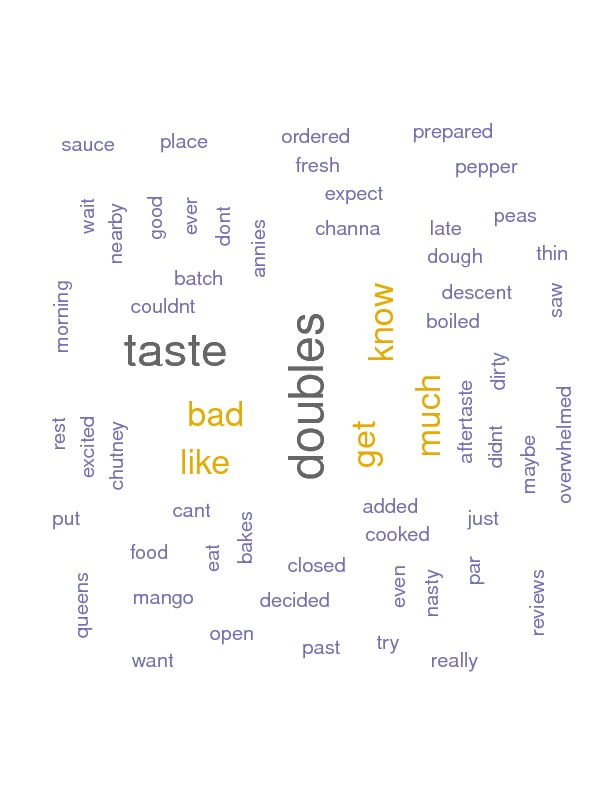 sauce
place
ordered
prepared
fresh
pepper
expect
wait
nearby
good
ever
dont
annies
channa
late
peas
dough
thin
batch
couldnt
morning
descent
saw
boiled
know
taste
doubles
bad
like
get
much
dirty
aftertaste
didnt
maybe
overwhelmed
rest
excited
chutney
put
cant
added
just
cooked
food
eat
bakes
closed
even
nasty
par
reviews
queens
mango
decided
open
past
try
want
really